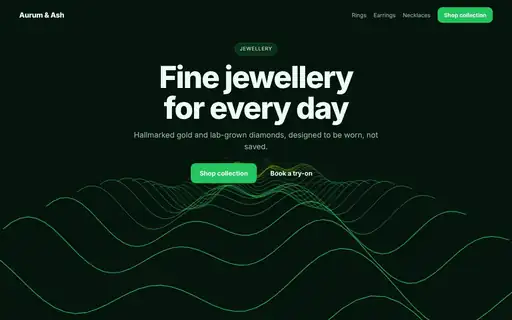 Aurum & Ash
Rings Earrings Necklaces Shop collection
JEWELLERY
Fine jewellery
for every day
Hallmarked gold and lab-grown diamonds, designed to be worn, not
saved.
Shop collection Book a try-on